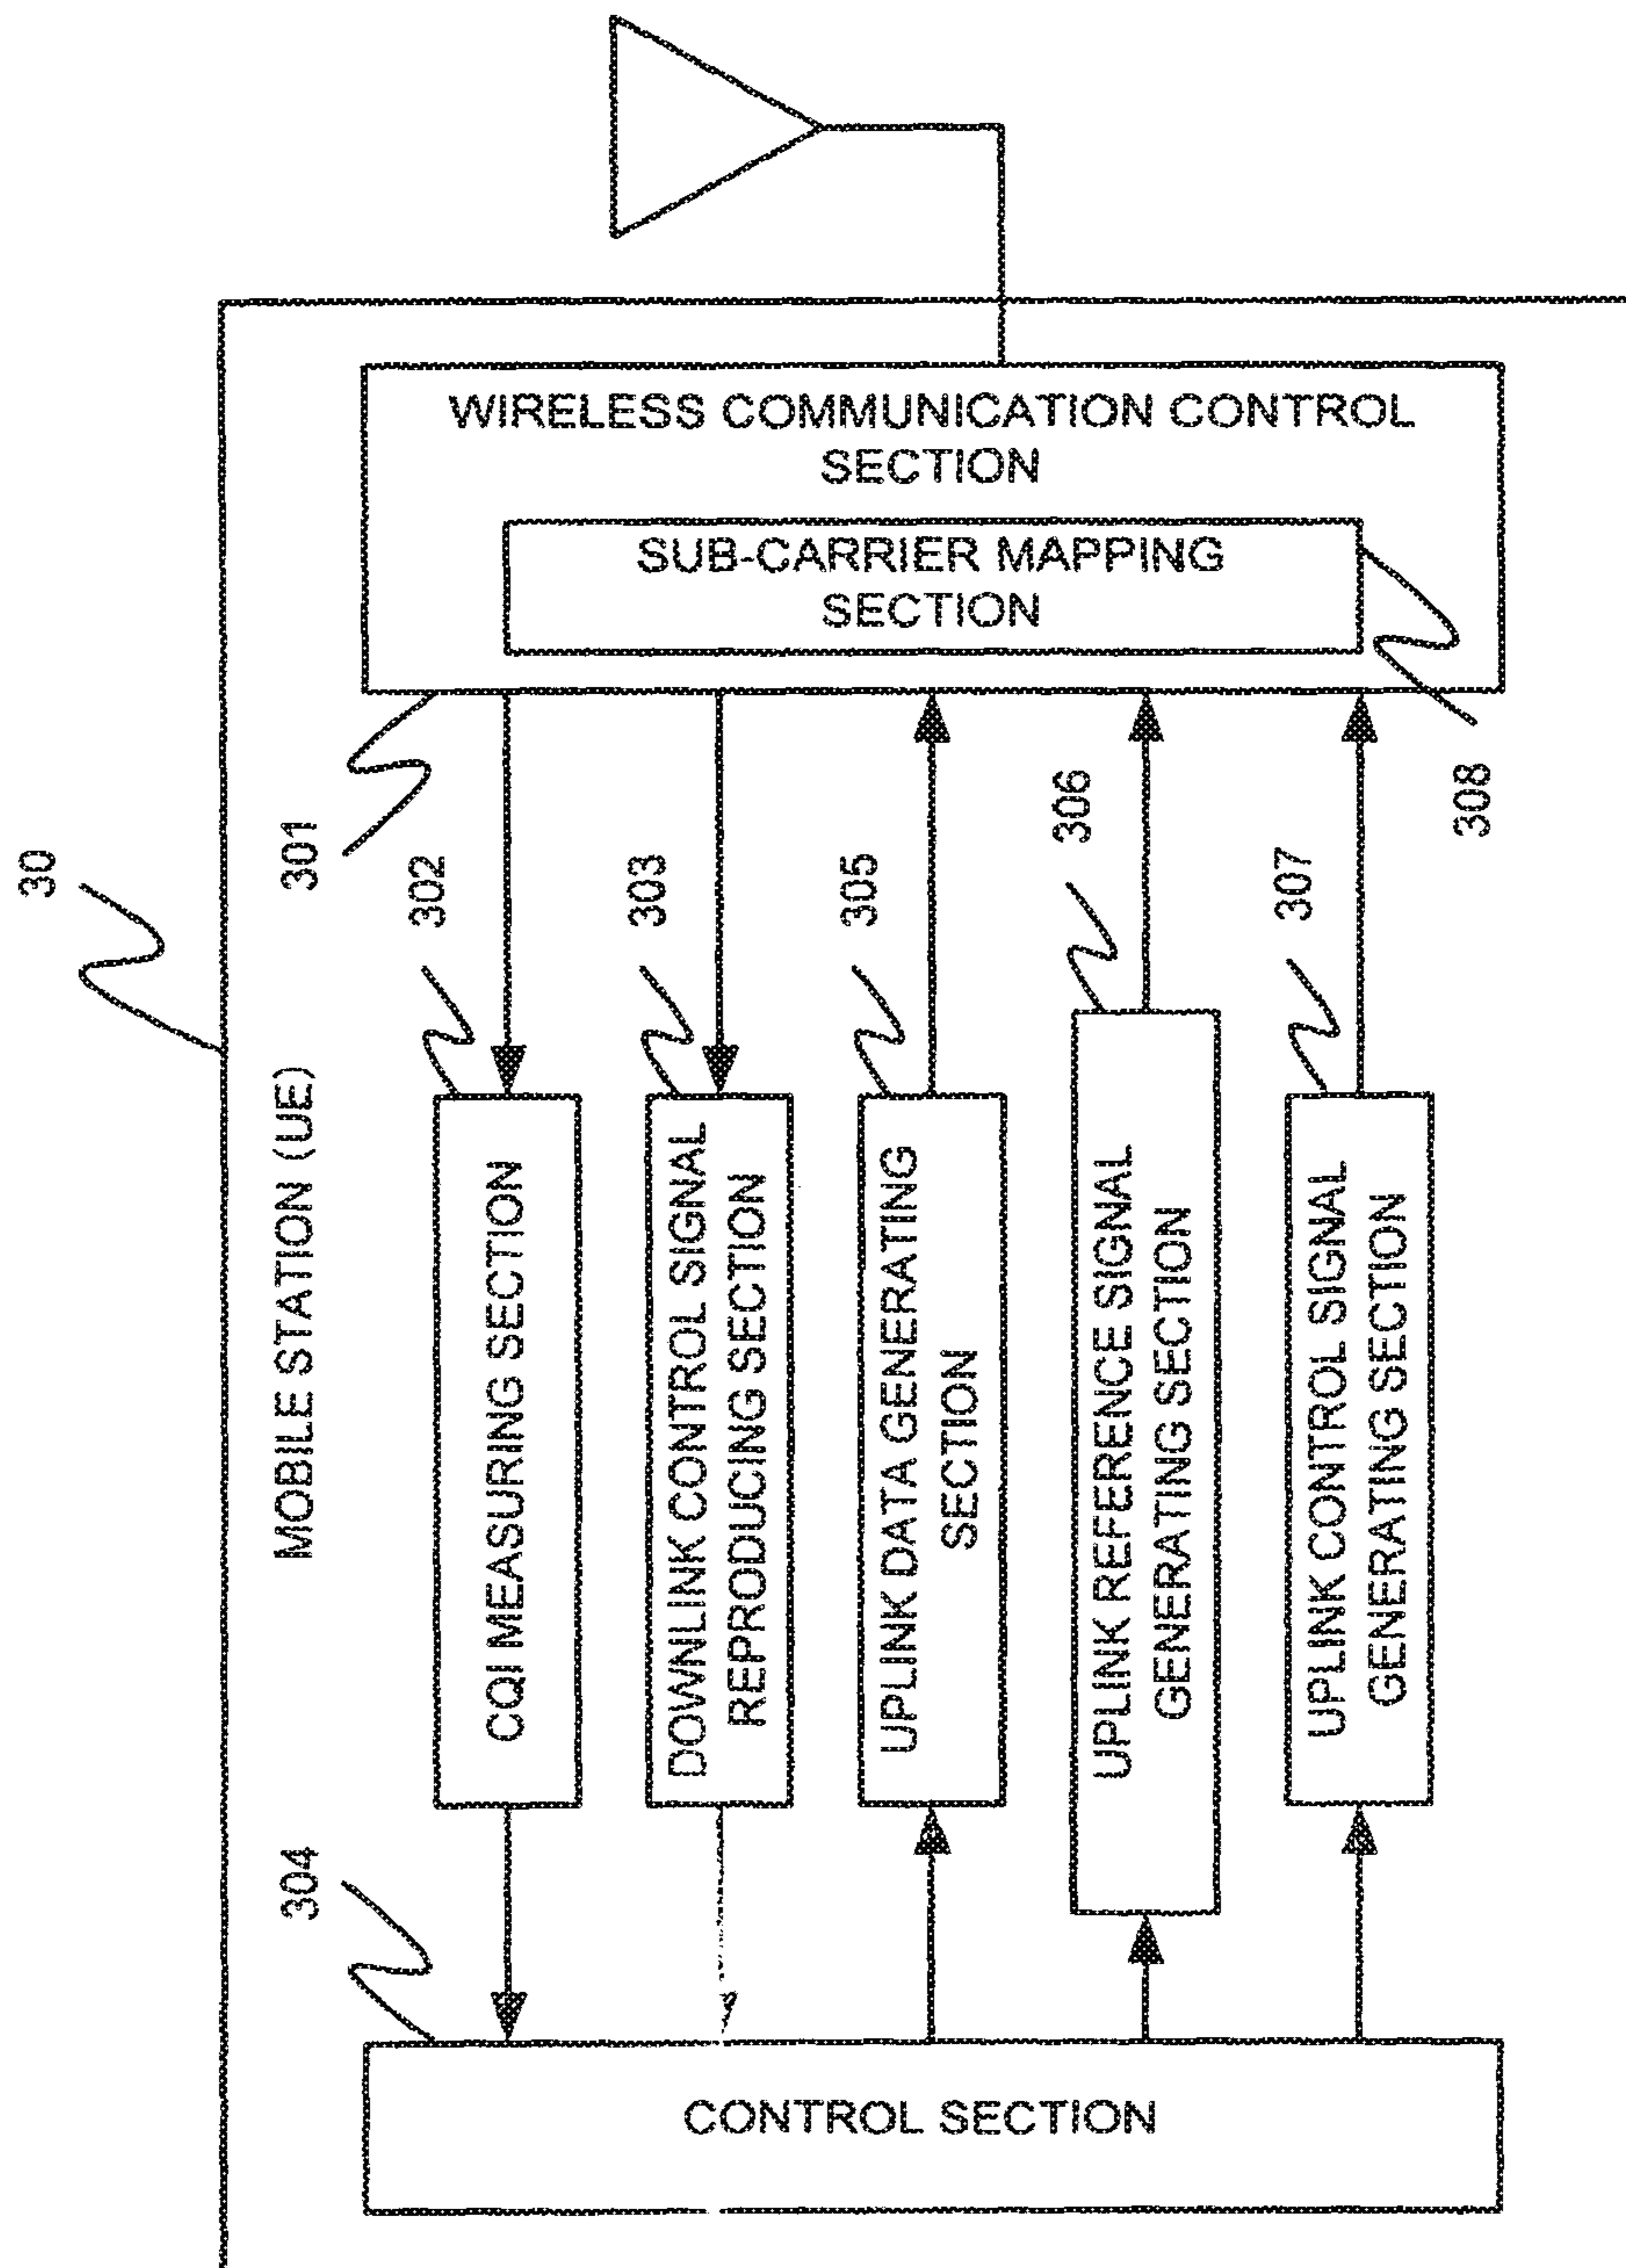 30
MOBILE STATION (UE)
WIRELESS COMMUNICATION CONTROL
SECTION
SUB-CARRIER MAPPING
SECTION
301
302
303
305
306
307
308
CQI MEASURING SECTION
DOWNLINK CONTROL SIGNAL
REPRODUCING SECTION
UPLINK DATA GENERATING
SECTION
UPLINK REFERENCE SIGNAL
GENERATING SECTION
UPLINK CONTROL SIGNAL
GENERATING SECTION
304
CONTROL SECTION